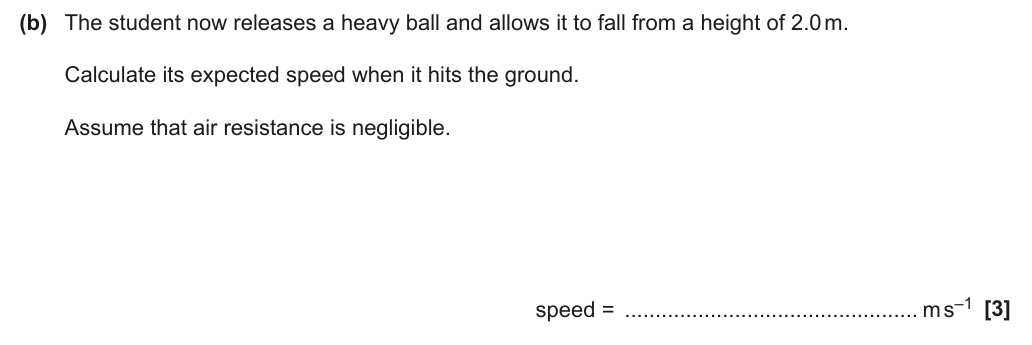 (b) The student now releases a heavy ball and allows it to fall from a height of 2.0 m.
Calculate its expected speed when it hits the ground.
Assume that air resistance is negligible.
speed = ................................................ m s⁻¹ [3]